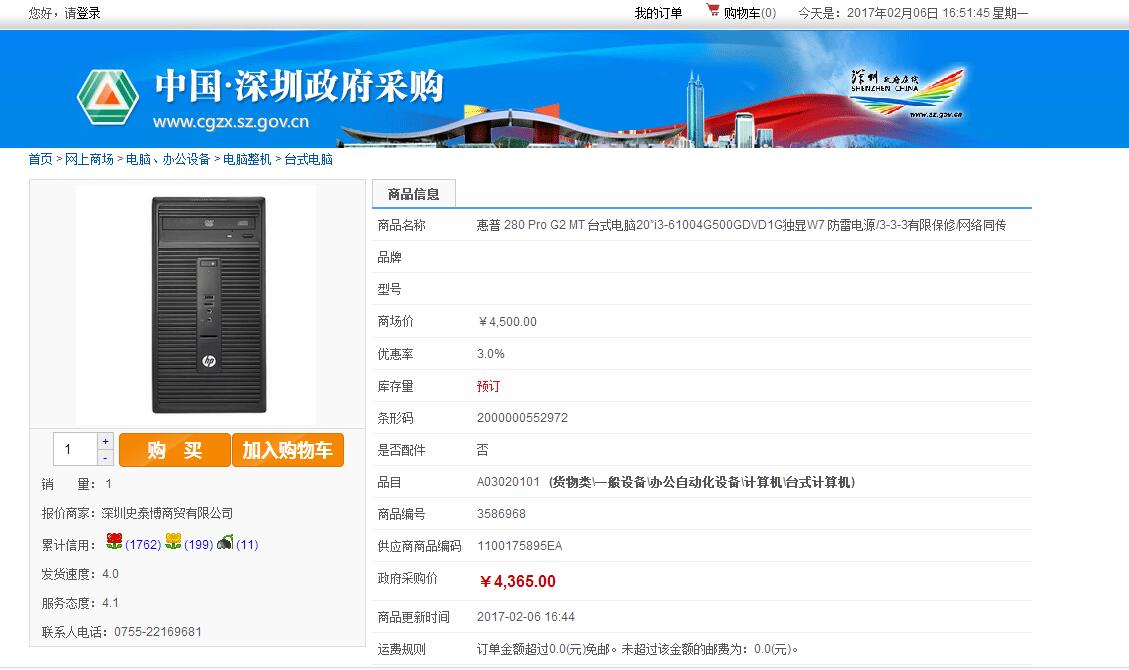 您好，请登录
我的订单 购物车(0) 今天是：2017年02月06日 16:51:45 星期一
中国·深圳政府采购
www.cgzx.sz.gov.cn
深圳政府在线
SHENZHEN CHINA
www.sz.gov.cn
首页 > 网上商场 > 电脑、办公设备 > 电脑整机 > 台式电脑
商品信息
商品名称 惠普 280 Pro G2 MT 台式电脑20"i3-61004G500GDVD1G独显W7 防雷电源/3-3-3有限保修/网络同传
品牌
型号
商场价 ￥4,500.00
优惠率 3.0%
库存量 预订
条形码 2000000552972
是否配件 否
品目 A03020101 (货物类\一般设备\办公自动化设备\计算机\台式计算机)
商品编号 3586968
供应商商品编码 1100175895EA
政府采购价 ￥4,365.00
商品更新时间 2017-02-06 16:44
运费规则 订单金额超过0.0(元)免邮。未超过该金额的邮费为：0.0(元)。
hp
1 + -
购 买 加入购物车
销 量： 1
报价商家：深圳史泰博商贸有限公司
累计信用： (1762) (199) (11)
发货速度：4.0
服务态度：4.1
联系人电话：0755-22169681